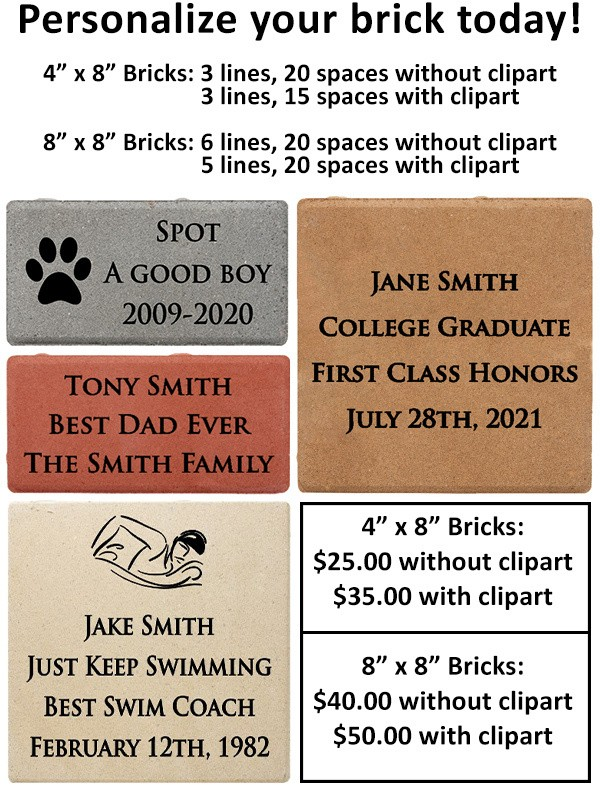 Personalize your brick today!
4” x 8” Bricks: 3 lines, 20 spaces without clipart
3 lines, 15 spaces with clipart
8” x 8” Bricks: 6 lines, 20 spaces without clipart
5 lines, 20 spaces with clipart
SPOT
A GOOD BOY
2009-2020
TONY SMITH
BEST DAD EVER
THE SMITH FAMILY
JANE SMITH
COLLEGE GRADUATE
FIRST CLASS HONORS
JULY 28TH, 2021
JAKE SMITH
JUST KEEP SWIMMING
BEST SWIM COACH
FEBRUARY 12TH, 1982
4” x 8” Bricks:
$25.00 without clipart
$35.00 with clipart
8” x 8” Bricks:
$40.00 without clipart
$50.00 with clipart